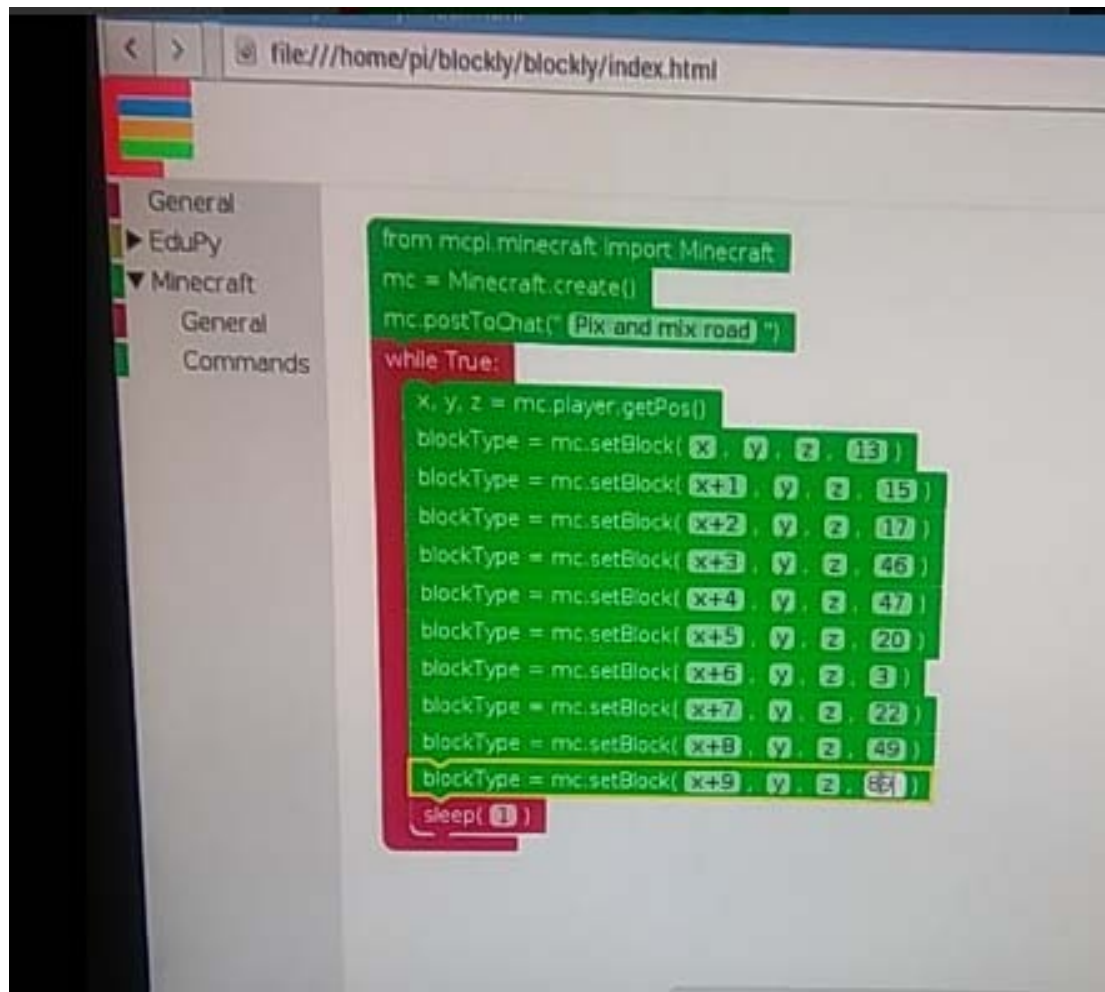 < >
file:///home/pi/blockly/blockly/index.html
General
EduPy
Minecraft
General
Commands
from mcpi.minecraft import Minecraft
mc = Minecraft.create()
mc.postToChat(" Pix and mix road ")
while True:
x, y, z = mc.player.getPos()
blockType = mc.setBlock( x , y , z , 13 )
blockType = mc.setBlock( x+1 , y , z , 15 )
blockType = mc.setBlock( x+2 , y , z , 17 )
blockType = mc.setBlock( x+3 , y , z , 46 )
blockType = mc.setBlock( x+4 , y , z , 47 )
blockType = mc.setBlock( x+5 , y , z , 20 )
blockType = mc.setBlock( x+6 , y , z , 3 )
blockType = mc.setBlock( x+7 , y , z , 22 )
blockType = mc.setBlock( x+8 , y , z , 49 )
blockType = mc.setBlock( x+9 , y , z , )
sleep( 1 )